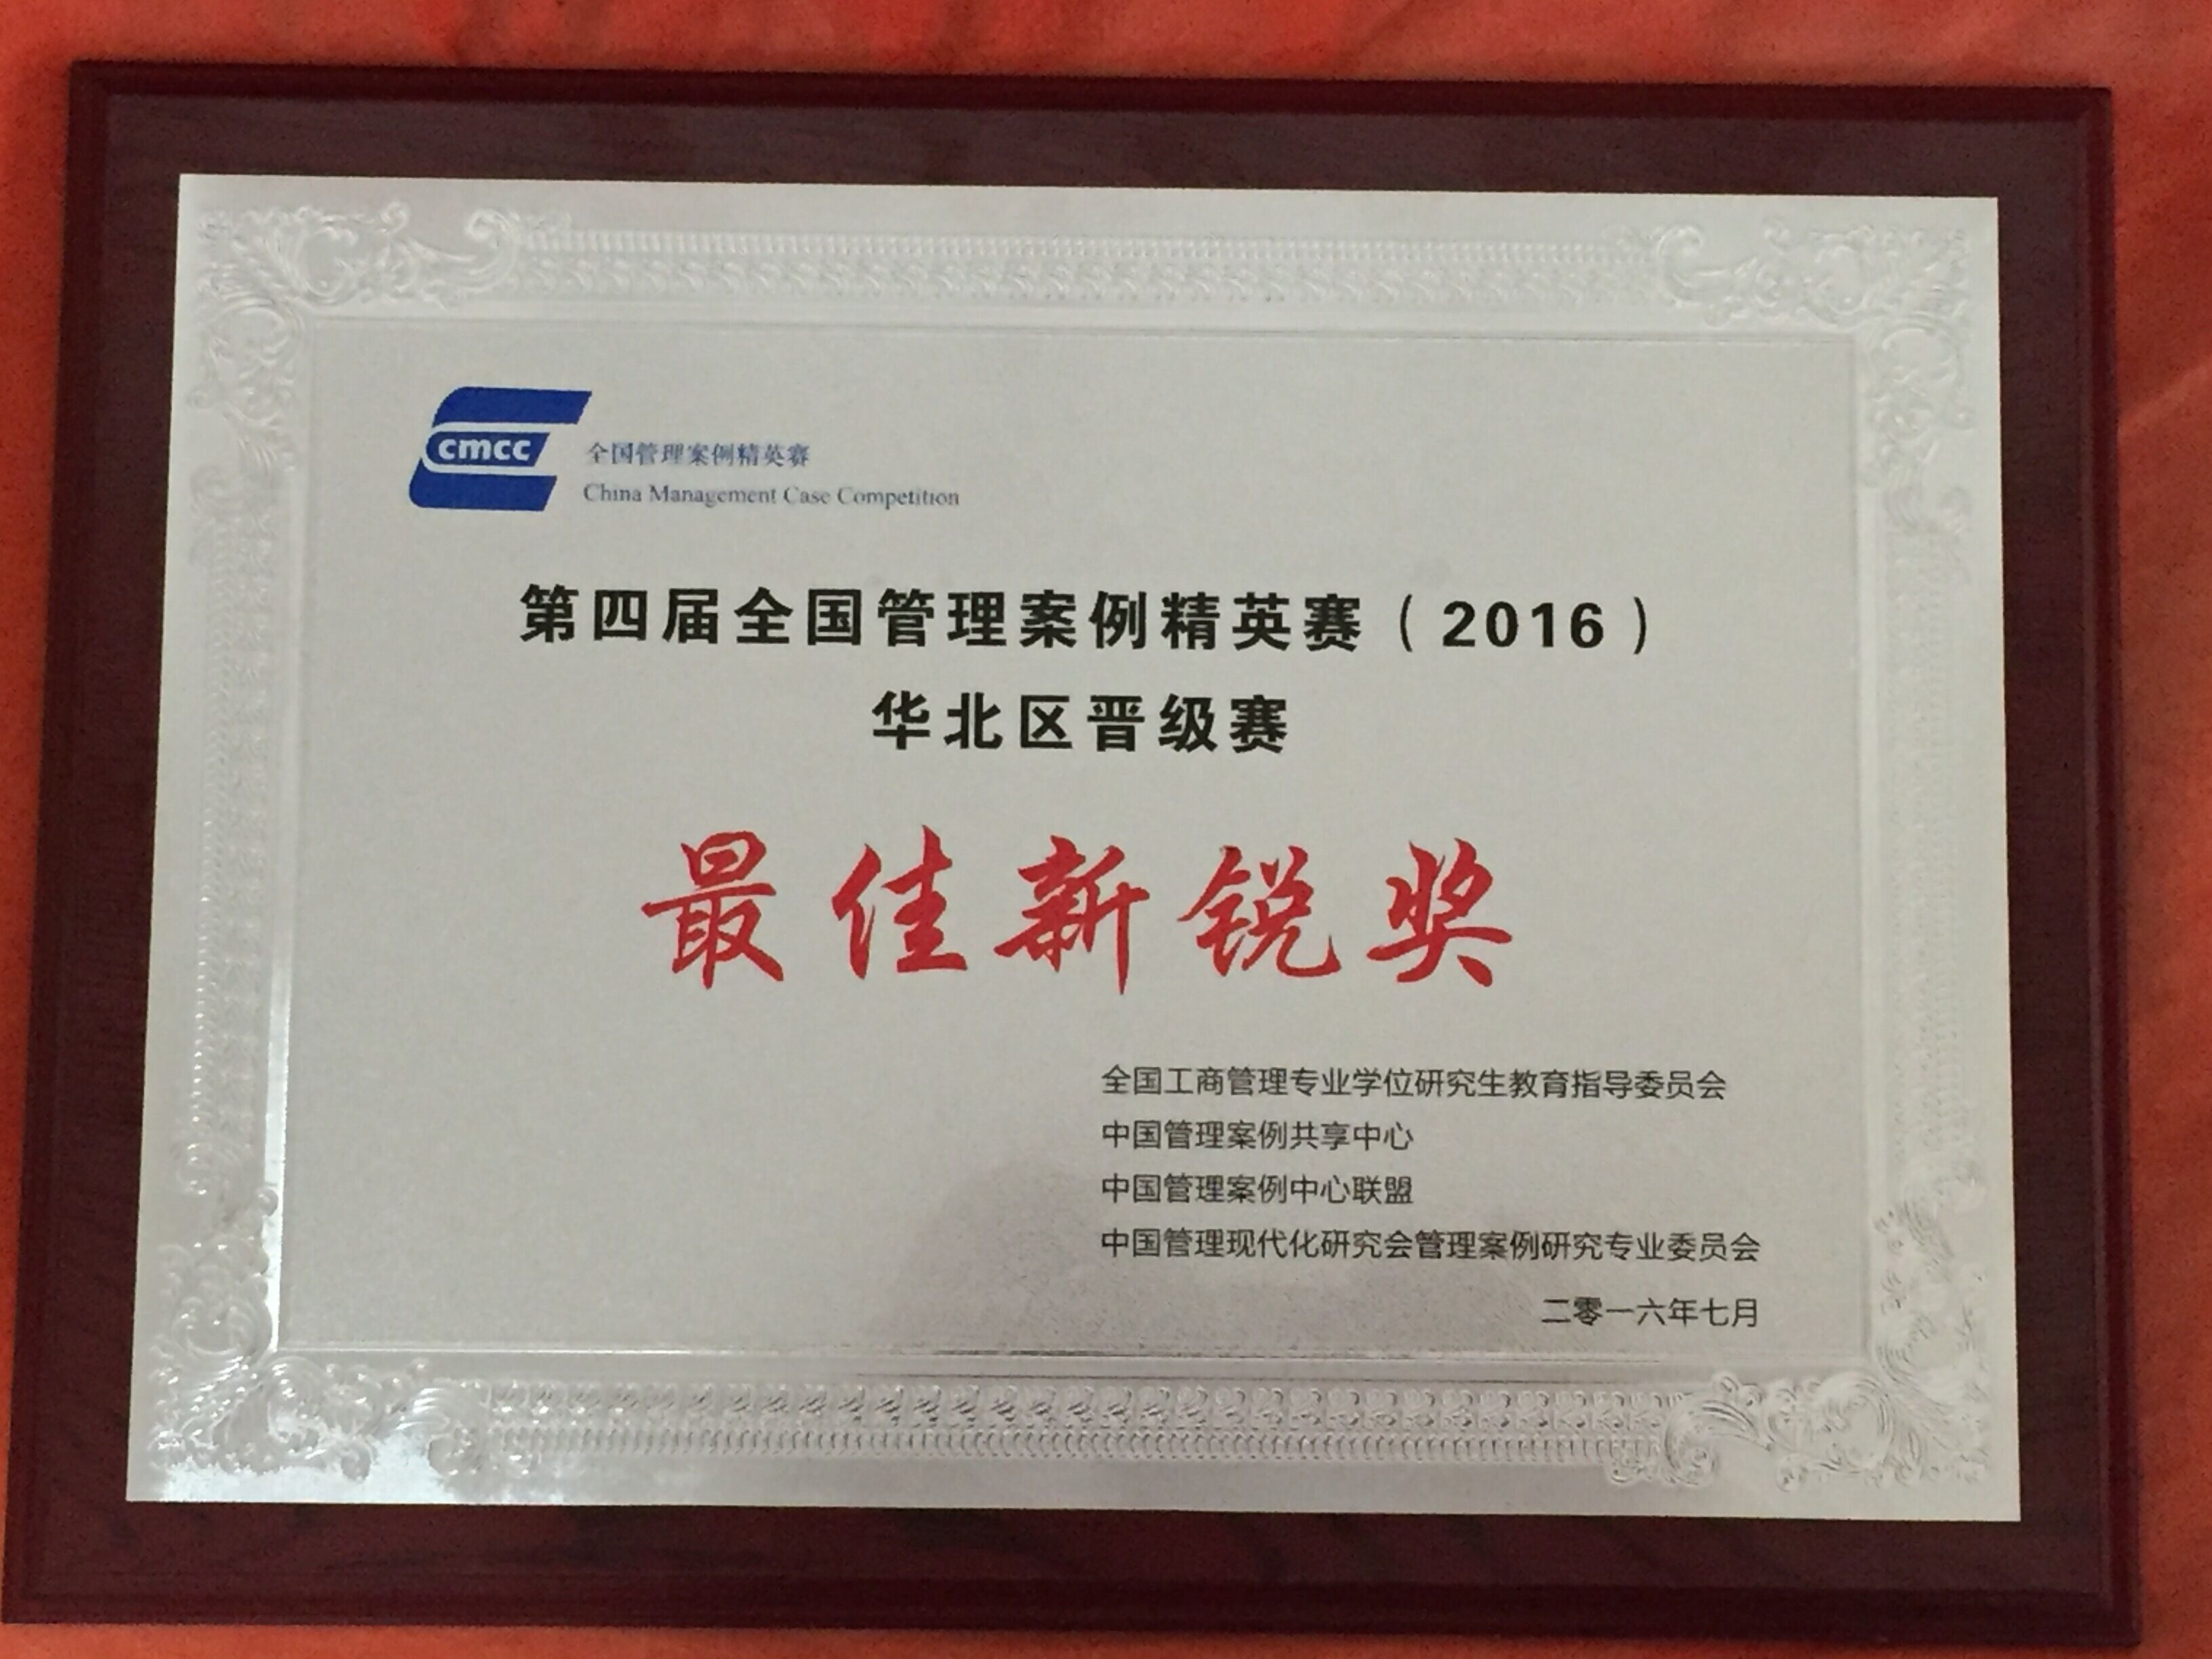 cmcc
全国管理案例精英赛
China Management Case Competition
第四届全国管理案例精英赛（2016）
华北区晋级赛
最佳新锐奖
全国工商管理专业学位研究生教育指导委员会
中国管理案例共享中心
中国管理案例中心联盟
中国管理现代化研究会管理案例研究专业委员会
二零一六年七月